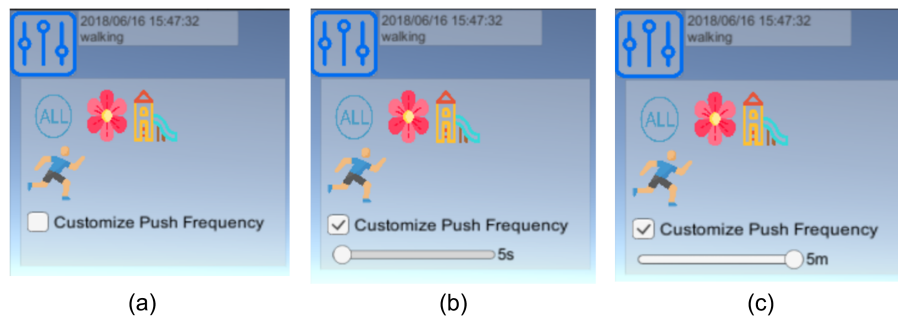 2018/06/16 15:47:32
walking
ALL
Customize Push Frequency
(a)
2018/06/16 15:47:32
walking
ALL
Customize Push Frequency
5s
(b)
2018/06/16 15:47:32
walking
ALL
Customize Push Frequency
5m
(c)